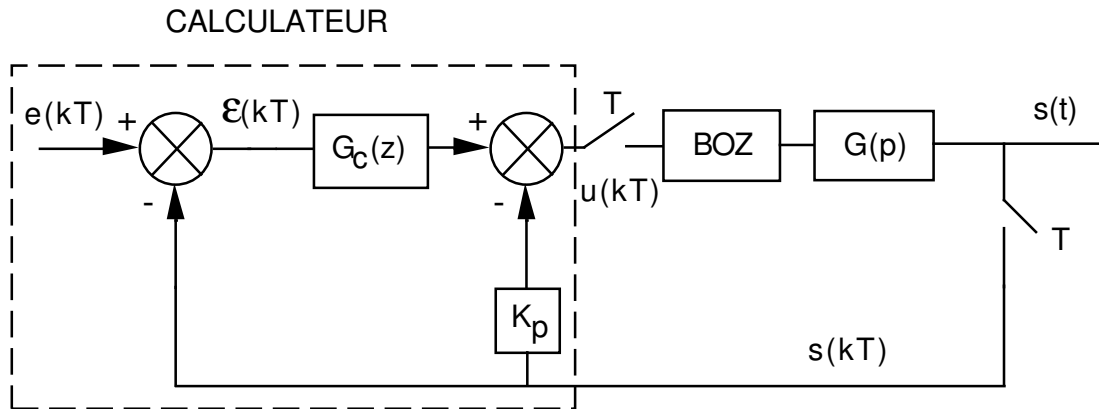 CALCULATEUR
e(kT)
+
ε(kT)
G_c(z)
+
T
BOZ
G(p)
s(t)
-
-
u(kT)
T
K_p
s(kT)